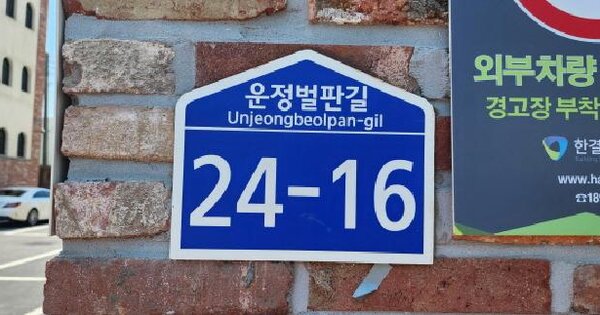 운정벌판길
Unjeongbeolpan-gil
24-16
외부차량
경고장 부착
한결
www.ha
☎18